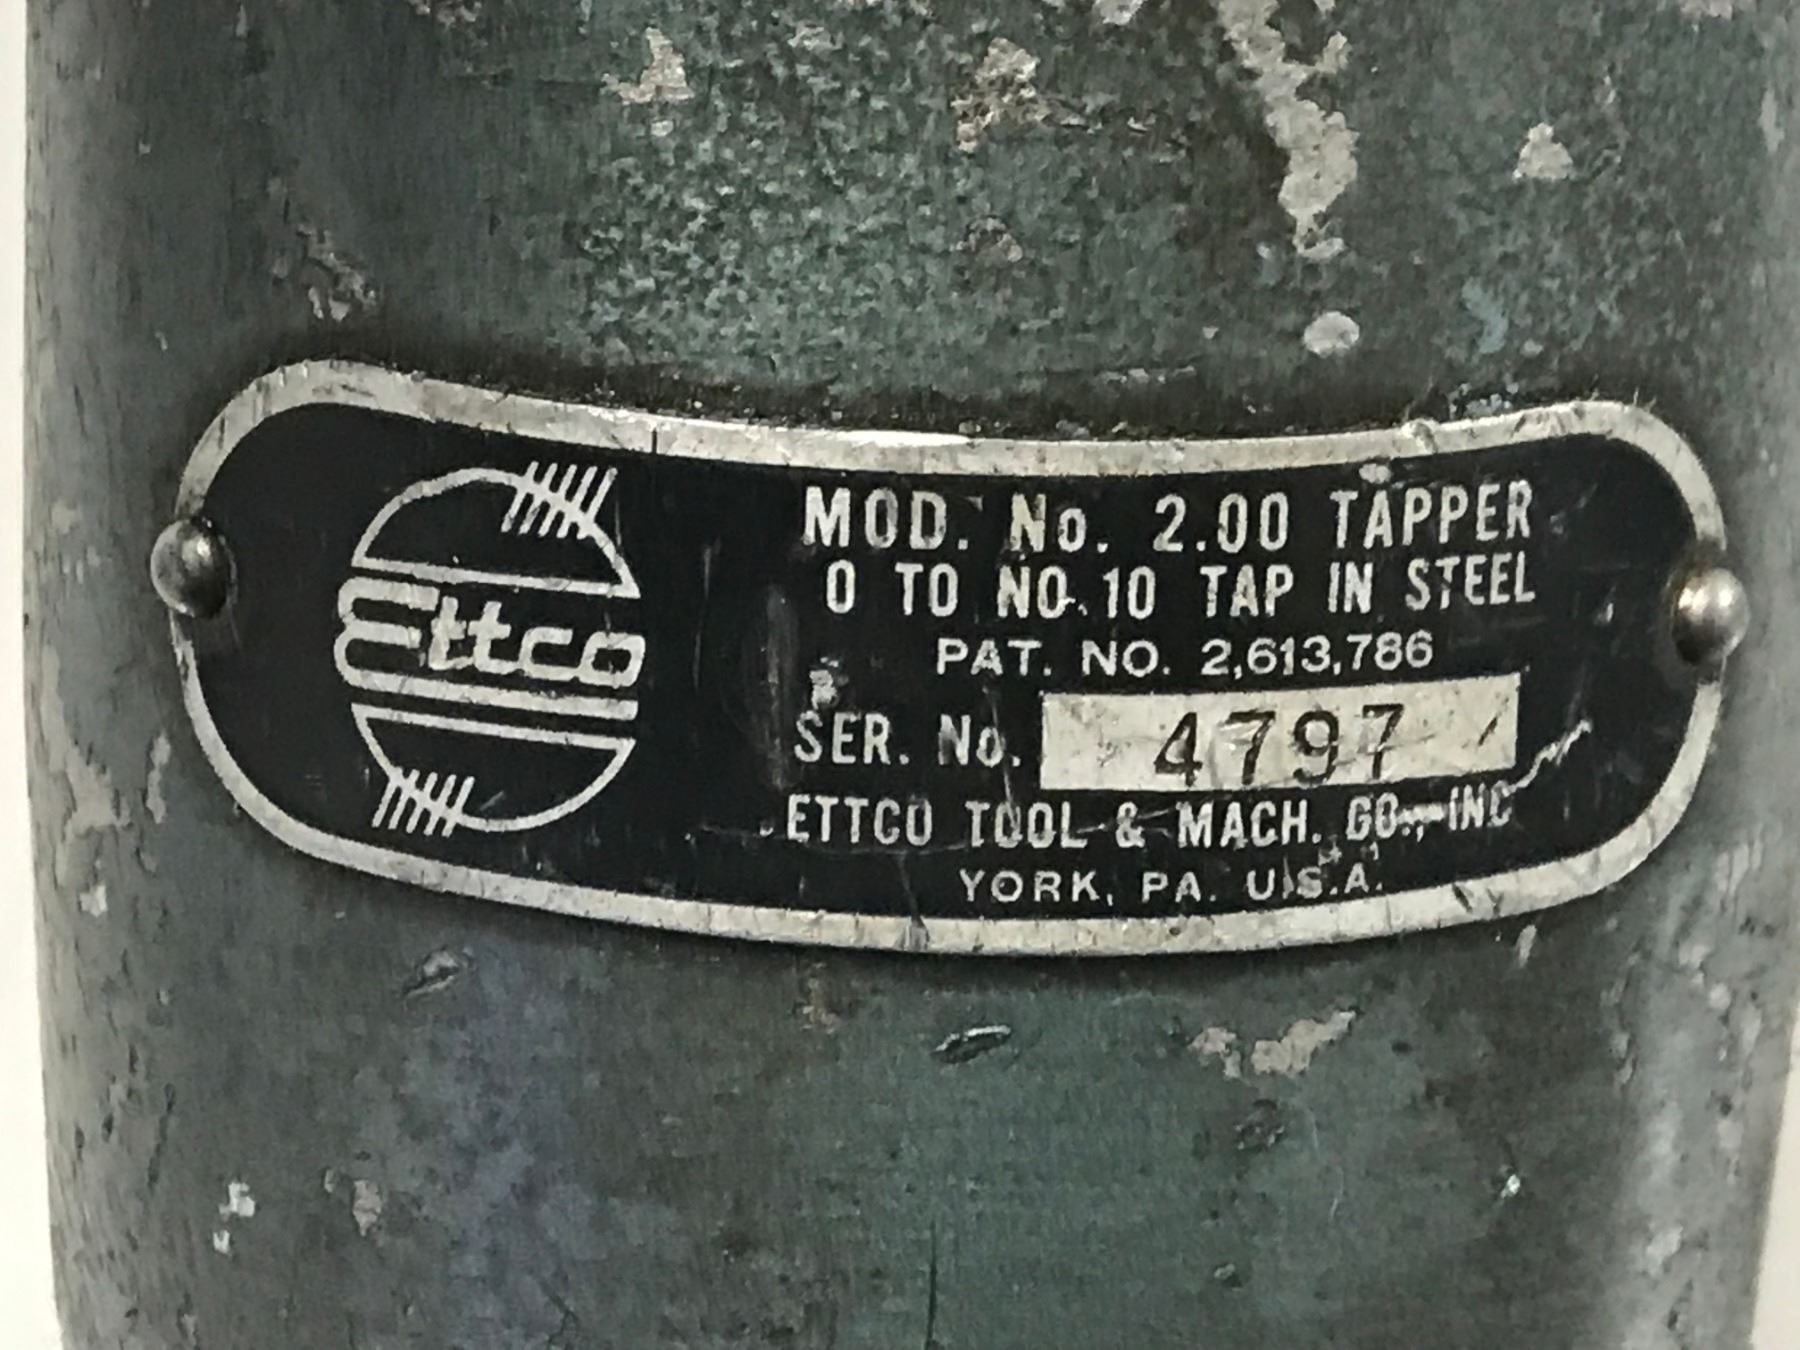 Ettco
MOD. No. 2.00 TAPPER
0 TO NO. 10 TAP IN STEEL
PAT. NO. 2,613,786
SER. No. 4797
ETTCO TOOL & MACH. CO., INC
YORK, PA. U.S.A.